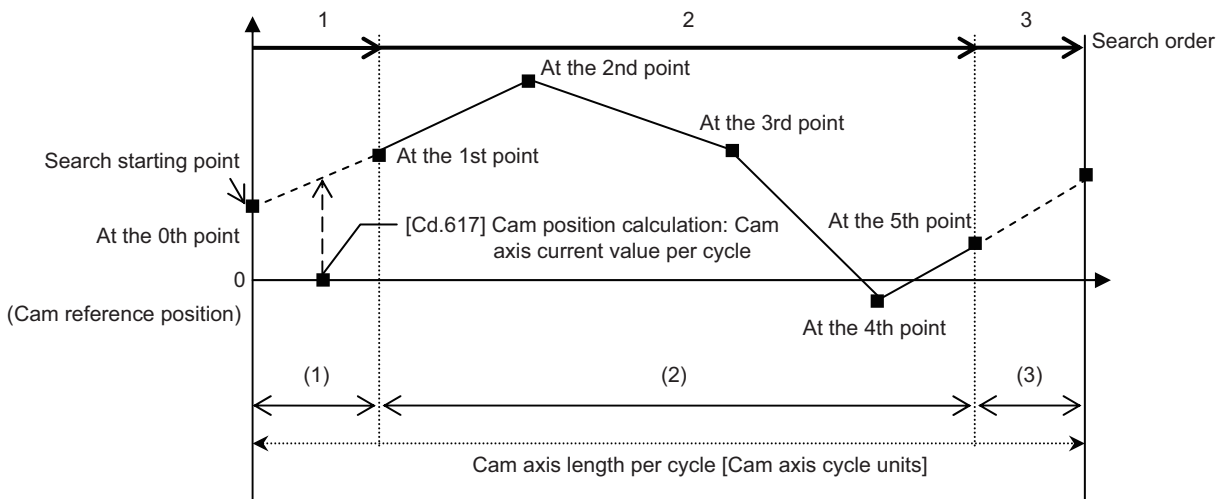 1
2
3
Search order
At the 2nd point
At the 3rd point
Search starting point
At the 1st point
At the 0th point
[Cd.617] Cam position calculation: Cam
axis current value per cycle
At the 5th point
0
(Cam reference position)
At the 4th point
(1)
(2)
(3)
Cam axis length per cycle [Cam axis cycle units]